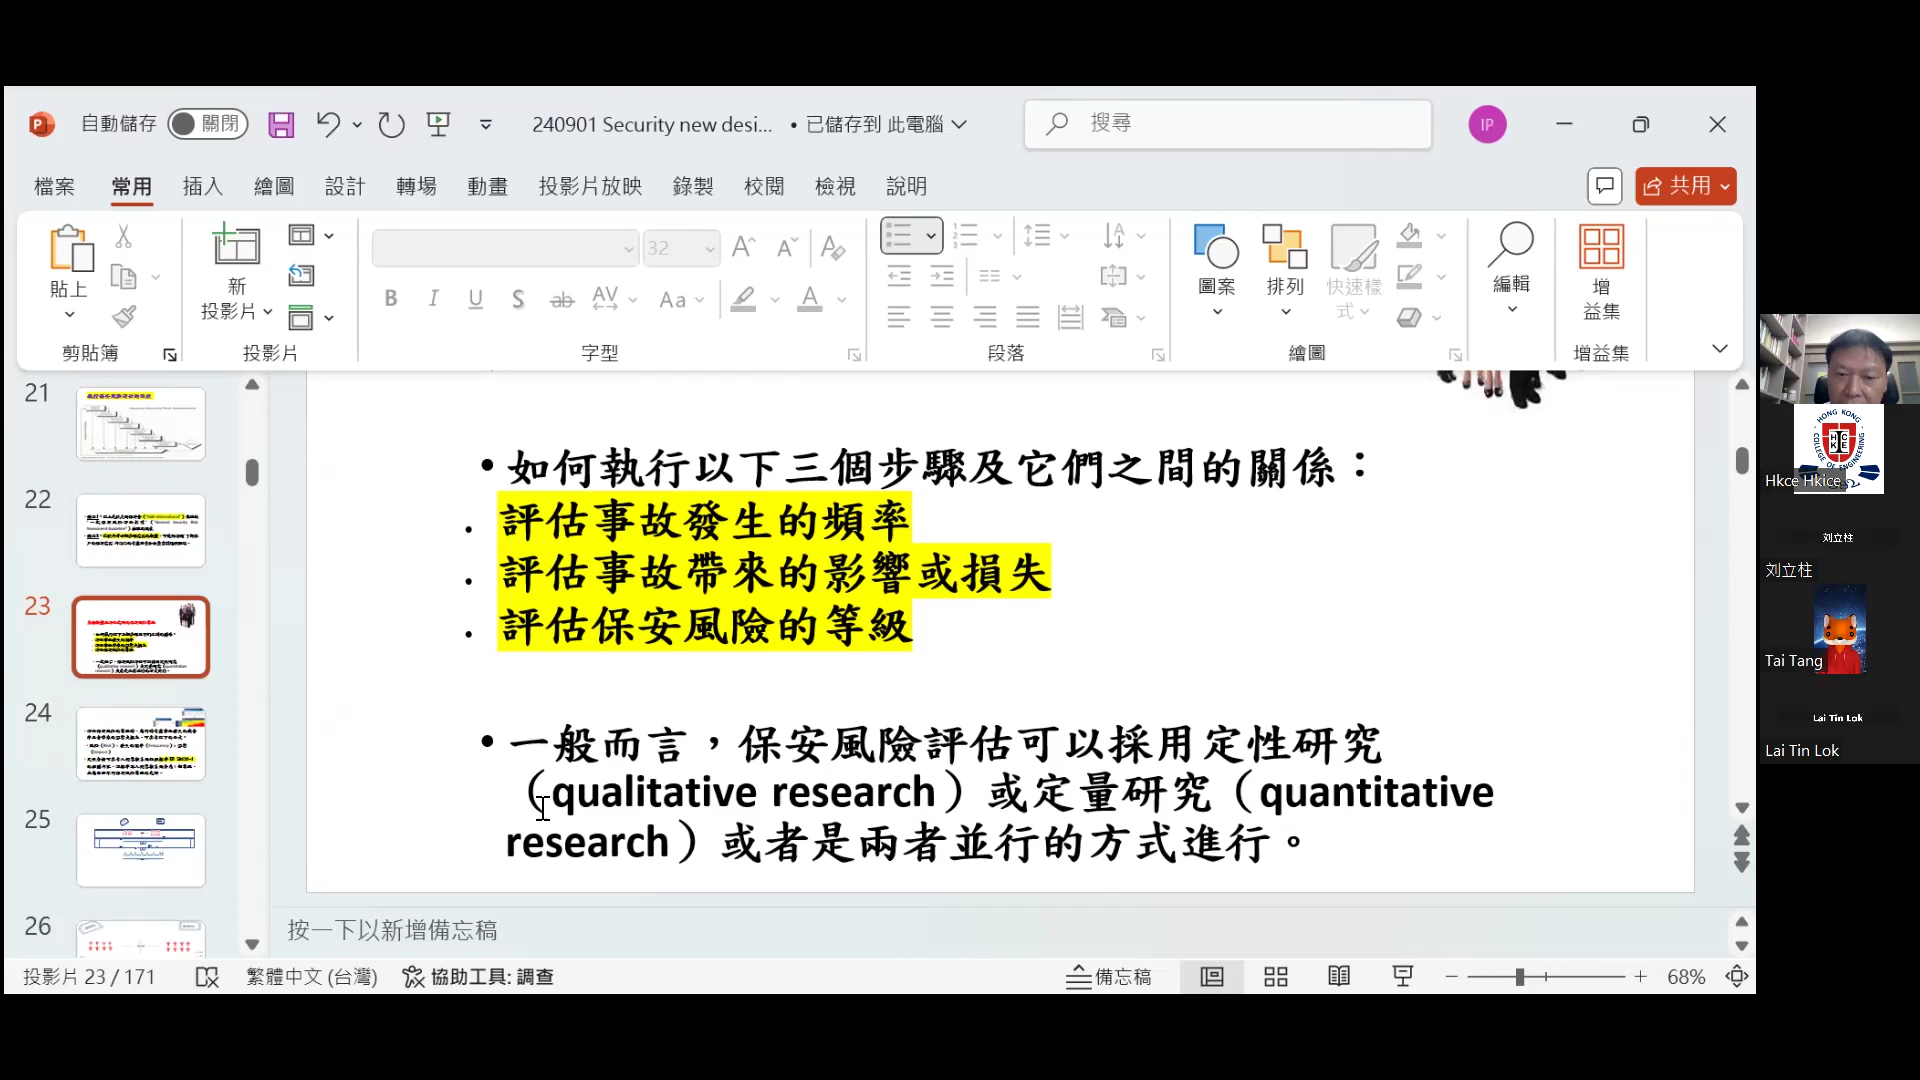 自動儲存 關閉 240901 Security new desi... • 已儲存到 此電腦 搜尋 IP
檔案 常用 插入 繪圖 設計 轉場 動畫 投影片放映 錄製 校閱 檢視 說明 共用
貼上
新
投影片
32
B I U S ab AV Aa A
圖案 排列 快速樣
式
編輯
增
益集
剪貼簿 投影片 字型 段落 繪圖 增益集
21
22
23
24
25
26
•如何執行以下三個步驟及它們之間的關係：
. 評估事故發生的頻率
. 評估事故帶來的影響或損失
. 評估保安風險的等級
•一般而言，保安風險評估可以採用定性研究
（qualitative research）或定量研究（quantitative
research）或者是兩者並行的方式進行。
按一下以新增備忘稿
投影片 23 / 171 繁體中文 (台灣) 協助工具: 調查 備忘稿 68%
HONG KONG
COLLEGE OF ENGINEERING
Hkce Hkice
刘立柱
刘立柱
Tai Tang
Lai Tin Lok
Lai Tin Lok